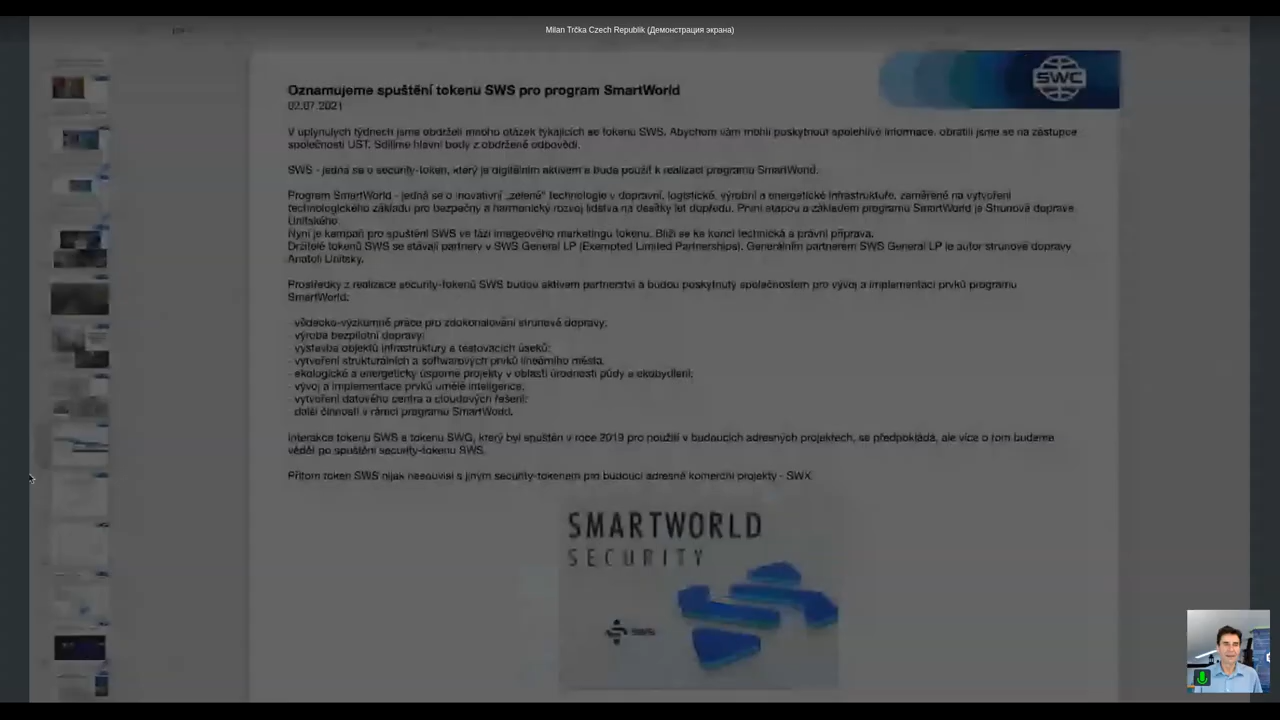 Milan Trčka Czech Republik (Демонстрация экрана)
SWC
Oznamujeme spuštění tokenu SWS pro program SmartWorld
02.07.2021
V uplynulých týdnech jsme obdrželi mnoho otázek týkajících se tokenu SWS. Abychom vám mohli poskytnout spolehlivé informace, obrátili jsme se na zástupce
společnosti UST. Sdílíme hlavní body z obdržené odpovědi.
SWS - jedná se o security-token, který je digitálním aktivem a bude použit k realizaci programu SmartWorld.
Program SmartWorld - jedná se o inovativní „zelené“ technologie v dopravní, logistické, výrobní a energetické infrastruktuře, zaměřené na vytvoření
technologického základu pro bezpečný a harmonický rozvoj lidstva na desítky let dopředu. První etapou a základem programu SmartWorld je Strunová doprava
Unitského.
Nyní je kampaň pro spuštění SWS ve fázi imageového marketingu tokenu. Blíží se ke konci technická a právní příprava.
Držitelé tokenů SWS se stávají partnery v SWS General LP (Exempted Limited Partnerships). Generálním partnerem SWS General LP je autor strunové dopravy
Anatoli Unitsky.
Prostředky z realizace security-tokenů SWS budou aktivem partnerství a budou poskytnuty společnostem pro vývoj a implementaci prvků programu
SmartWorld:
- vědecko-výzkumné práce pro zdokonalování strunové dopravy;
- výroba bezpilotní dopravy;
- výstavba objektů infrastruktury a testovacích úseků;
- vytvoření strukturálních a softwarových prvků lineárního města;
- ekologické a energeticky úsporné projekty v oblasti úrodnosti půdy a ekobydlení;
- vývoj a implementace prvků umělé inteligence;
- vytvoření datového centra a cloudových řešení;
- další činnosti v rámci programu SmartWorld.
Interakce tokenu SWS a tokenu SWG, který byl spuštěn v roce 2019 pro použití v budoucích adresných projektech, se předpokládá, ale více o tom budeme
vědět po spuštění security-tokenu SWS.
Přitom token SWS nijak nesouvisí s jiným security-tokenem pro budoucí adresné komerční projekty - SWX.
SMARTWORLD
SECURITY
SWS